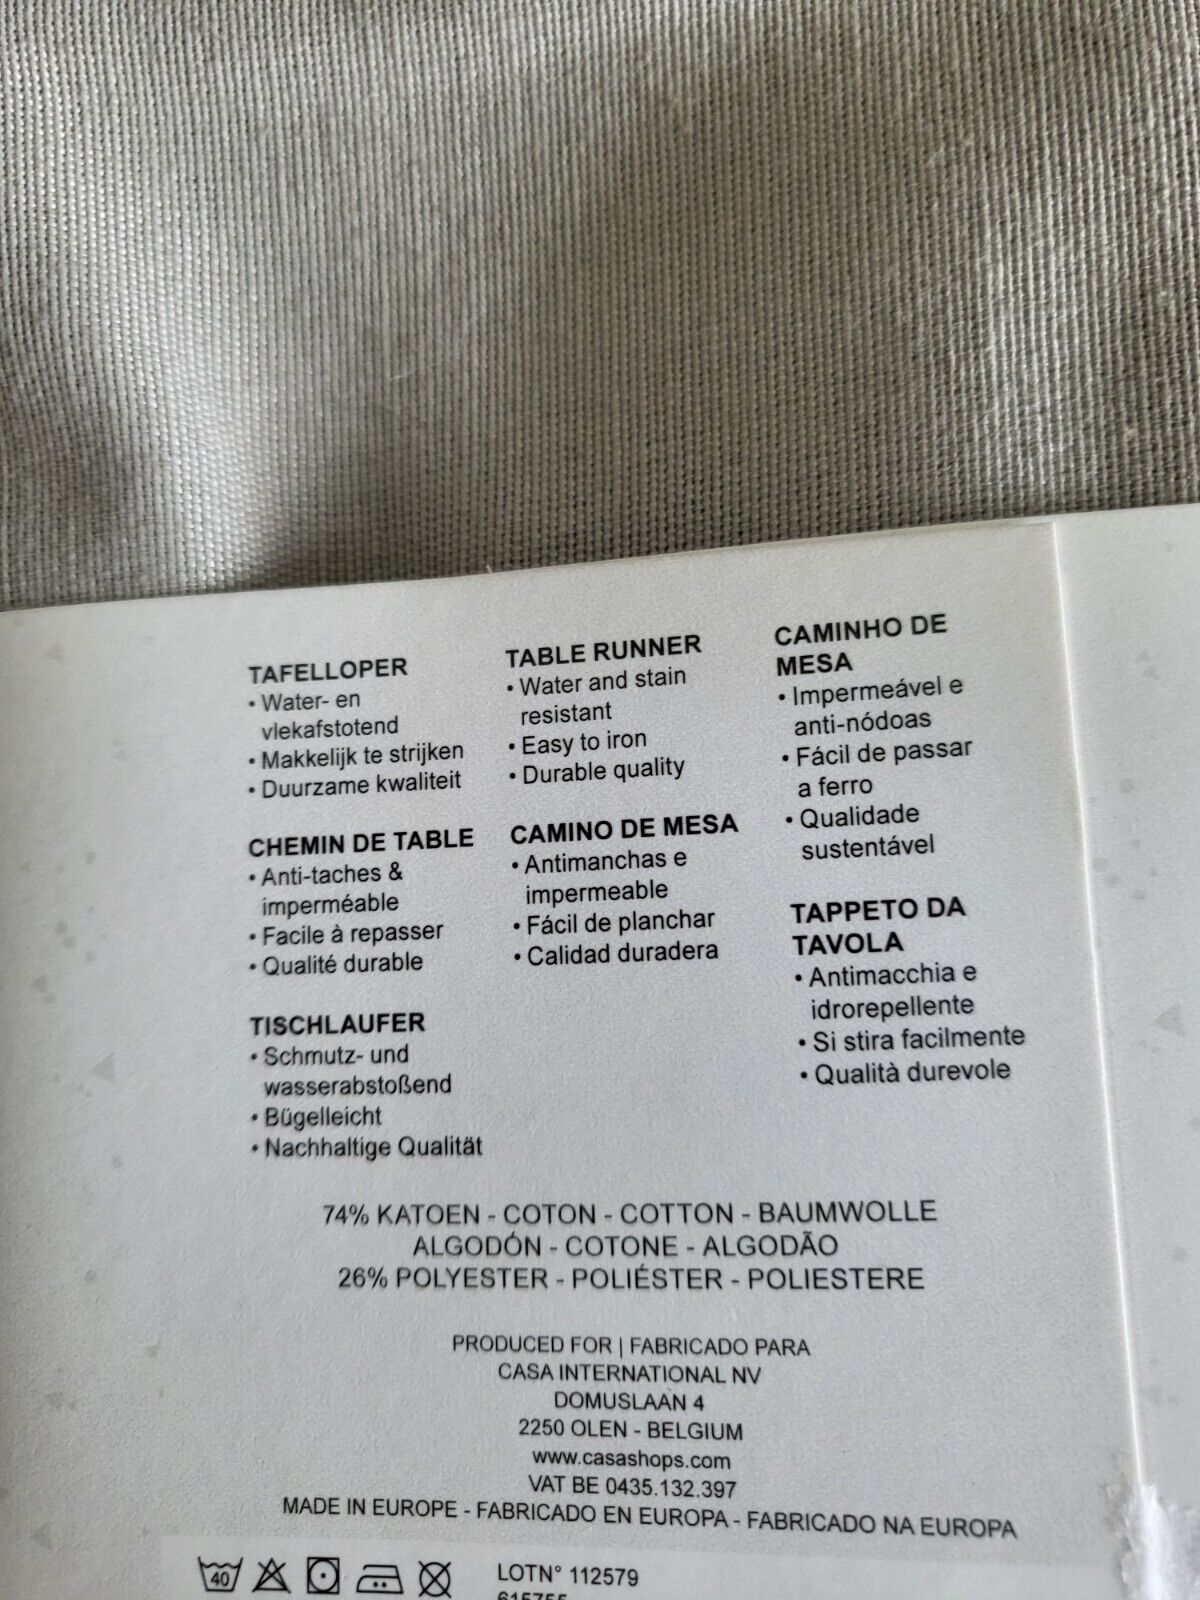 TAFELLOPER
• Water- en
vlekafstotend
• Makkelijk te strijken
• Duurzame kwaliteit
CHEMIN DE TABLE
• Anti-taches &
imperméable
• Facile à repasser
• Qualité durable
TISCHLAUFER
• Schmutz- und
wasserabstoßend
• Bügelleicht
• Nachhaltige Qualität
TABLE RUNNER
• Water and stain
resistant
• Easy to iron
• Durable quality
CAMINO DE MESA
• Antimanchas e
impermeable
• Fácil de planchar
• Calidad duradera
CAMINHO DE
MESA
• Impermeável e
anti-nódoas
• Fácil de passar
a ferro
• Qualidade
sustentável
TAPPETO DA
TAVOLA
• Antimacchia e
idrorepellente
• Si stira facilmente
• Qualità durevole
74% KATOEN - COTON - COTTON - BAUMWOLLE
ALGODÓN - COTONE - ALGODÃO
26% POLYESTER - POLIÉSTER - POLIESTERE
PRODUCED FOR | FABRICADO PARA
CASA INTERNATIONAL NV
DOMUSLAAN 4
2250 OLEN - BELGIUM
www.casashops.com
VAT BE 0435.132.397
MADE IN EUROPE - FABRICADO EN EUROPA - FABRICADO NA EUROPA
40
LOTN° 112579